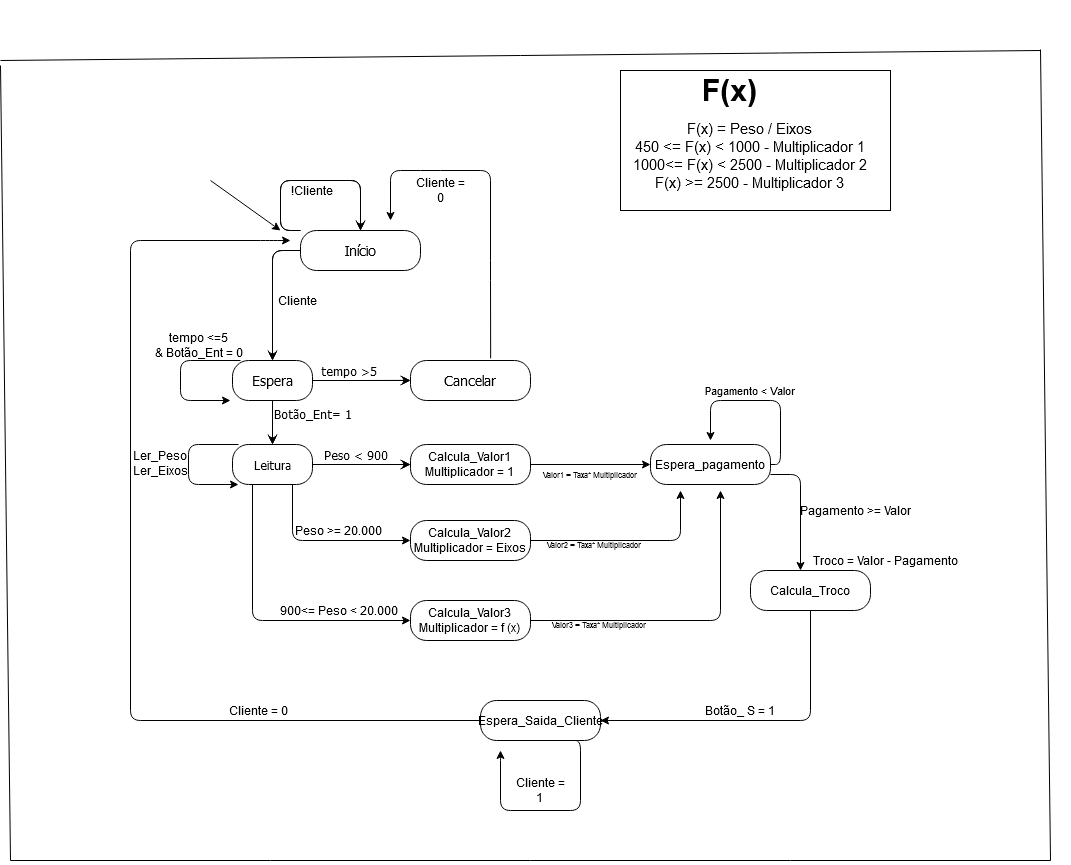 F(x)
F(x) = Peso / Eixos
450 <= F(x) < 1000 - Multiplicador 1
1000<= F(x) < 2500 - Multiplicador 2
F(x) >= 2500 - Multiplicador 3
!Cliente
Cliente =
0
Início
Cliente
tempo <=5
& Botão_Ent = 0
Espera
tempo >5
Cancelar
Botão_Ent= 1
Pagamento < Valor
Ler_Peso
Ler_Eixos
Leitura
Peso < 900
Calcula_Valor1
Multiplicador = 1
Valor1 = Taxa* Multiplicador
Espera_pagamento
Pagamento >= Valor
Peso >= 20.000
Calcula_Valor2
Multiplicador = Eixos
Valor2 = Taxa* Multiplicador
Troco = Valor - Pagamento
Calcula_Troco
900<= Peso < 20.000
Calcula_Valor3
Multiplicador = f (x)
Valor3 = Taxa* Multiplicador
Cliente = 0
Espera_Saida_Cliente
Botão_ S = 1
Cliente =
1